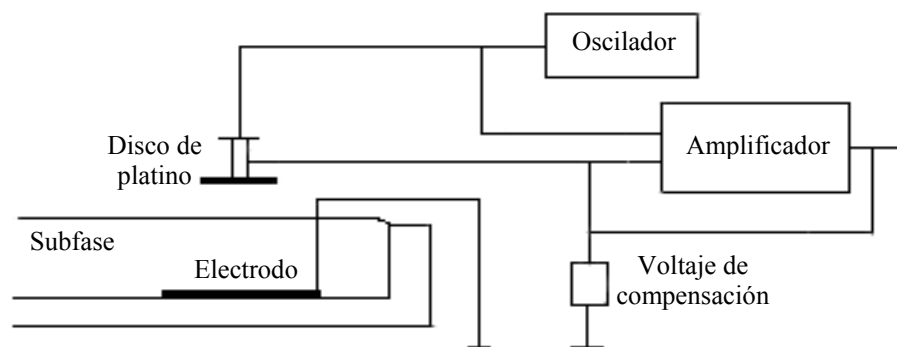 Oscilador
Disco de
platino
Amplificador
Subfase
Electrodo
Voltaje de
compensación